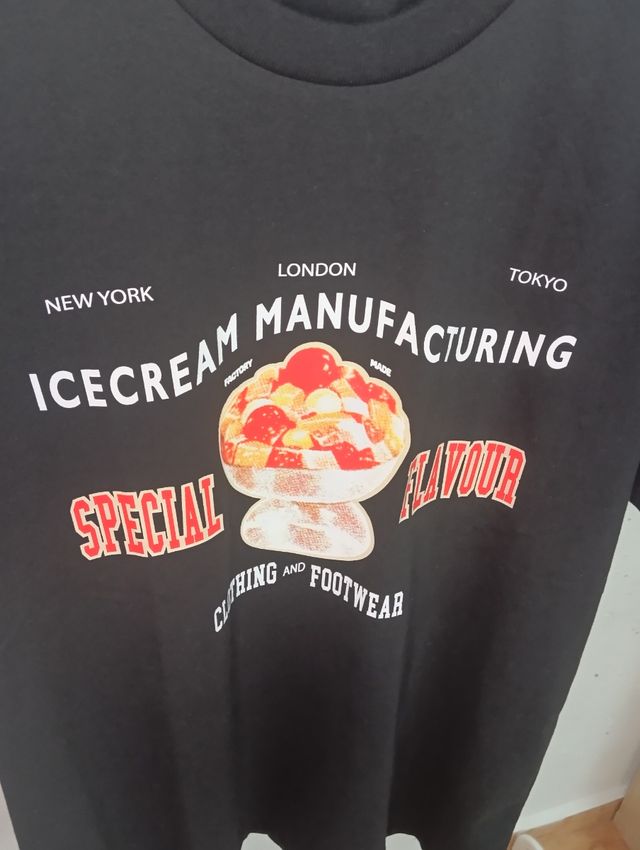 NEW YORK LONDON TOKYO
ICECREAM MANUFACTURING
FACTORY MADE
SPECIAL FLAVOUR
CLOTHING AND FOOTWEAR